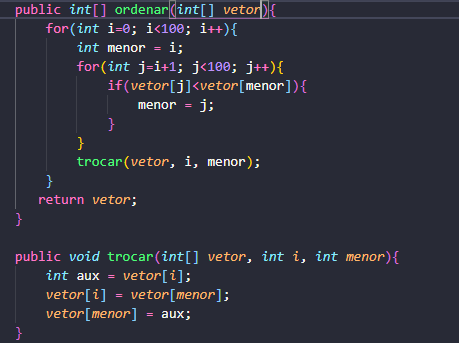 public int[] ordenar(int[] vetor){
for(int i=0; i<100; i++){
int menor = i;
for(int j=i+1; j<100; j++){
if(vetor[j]<vetor[menor]){
menor = j;
}
}
trocar(vetor, i, menor);
}
return vetor;
}
public void trocar(int[] vetor, int i, int menor){
int aux = vetor[i];
vetor[i] = vetor[menor];
vetor[menor] = aux;
}